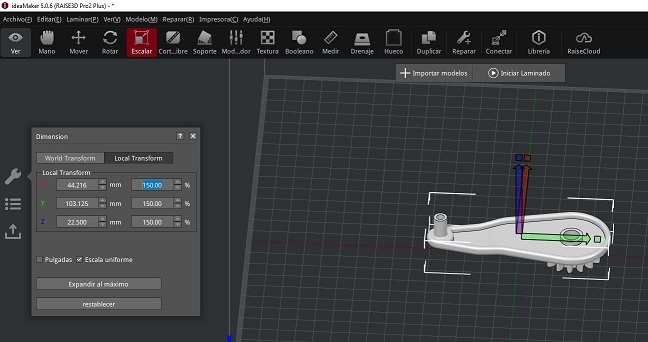 ideaMaker 5.0.6 (RAISE3D Pro2 Plus) - *
Archivo(F) Editar(E) Laminar(P) Ver(V) Modelo(M) Reparar(R) Impresora(C) Ayuda(H)
Ver Mano Mover Rotar Escalar Cort...ibre Soporte Mod...dor Textura Booleano Medir Drenaje Hueco Duplicar Reparar Conectar Librería RaiseCloud
Importar modelos Iniciar Laminado
Dimension ? ×
World Transform Local Transform
Local Transform
X 44.216 mm 150.00 %
Y 103.125 mm 150.00 %
Z 22.500 mm 150.00 %
Pulgadas Escala uniforme
Expandir al máximo
restablecer